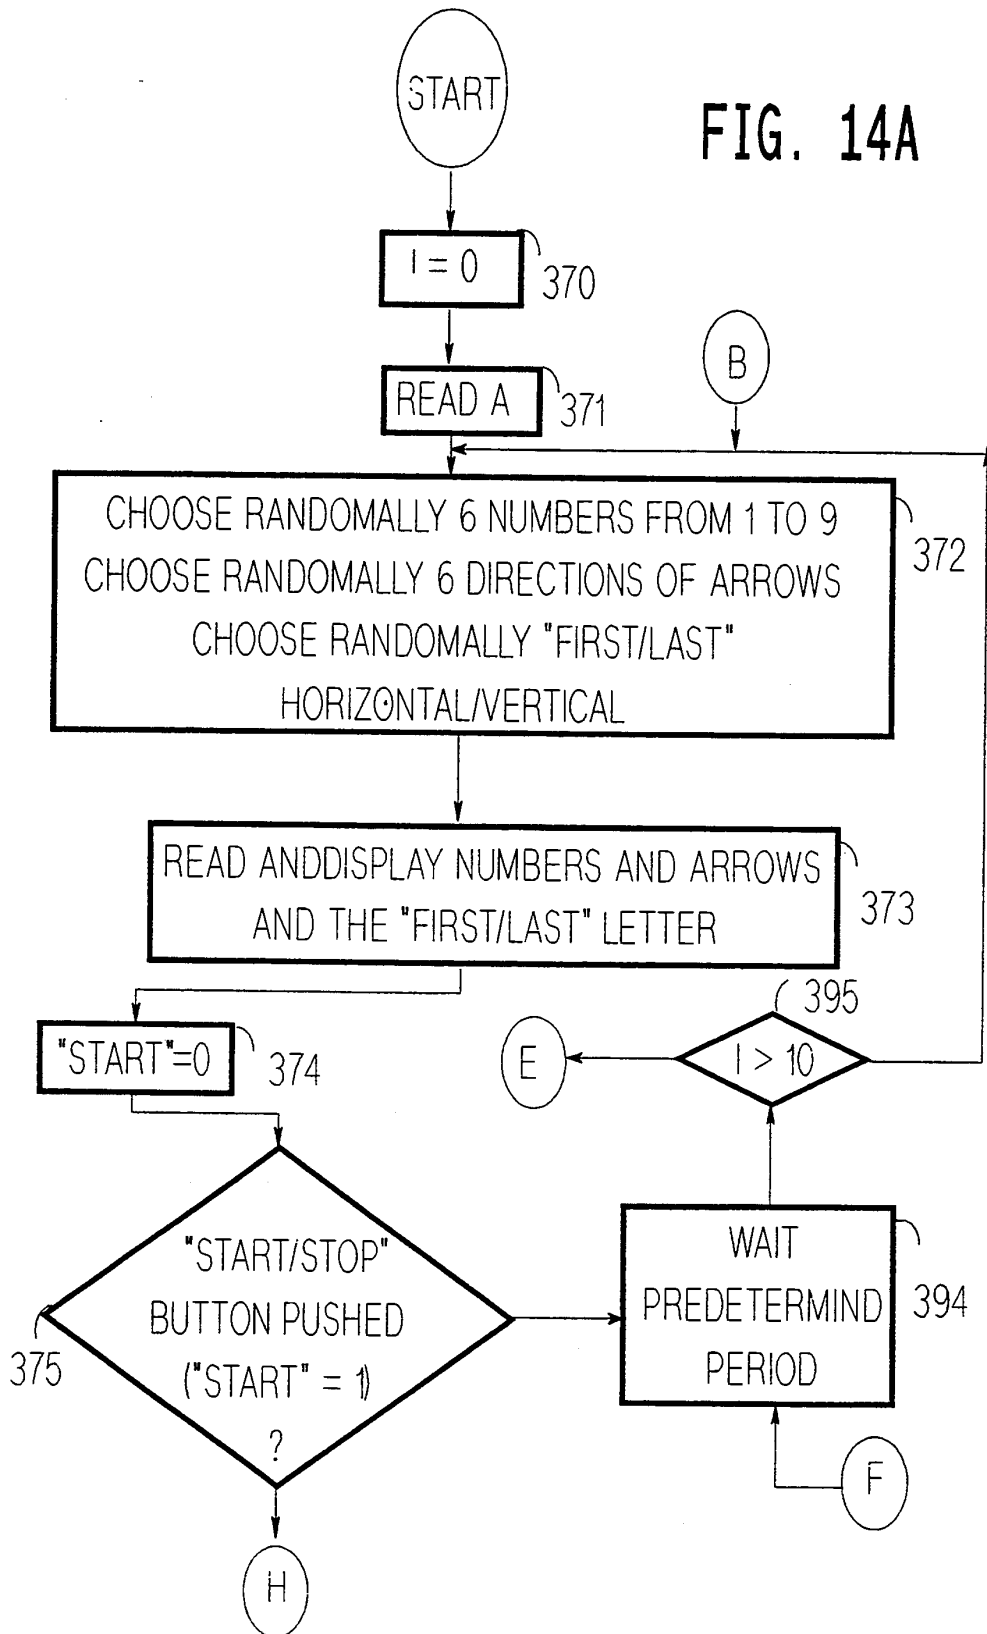 START
FIG. 14A
I = 0
370
B
READ A
371
CHOOSE RANDOMALLY 6 NUMBERS FROM 1 TO 9
CHOOSE RANDOMALLY 6 DIRECTIONS OF ARROWS
CHOOSE RANDOMALLY "FIRST/LAST"
HORIZONTAL/VERTICAL
372
READ ANDDISPLAY NUMBERS AND ARROWS
AND THE "FIRST/LAST" LETTER
373
395
"START"=0
374
E
I > 10
"START/STOP"
BUTTON PUSHED
("START" = 1)
?
375
WAIT
PREDETERMIND
PERIOD
394
F
H